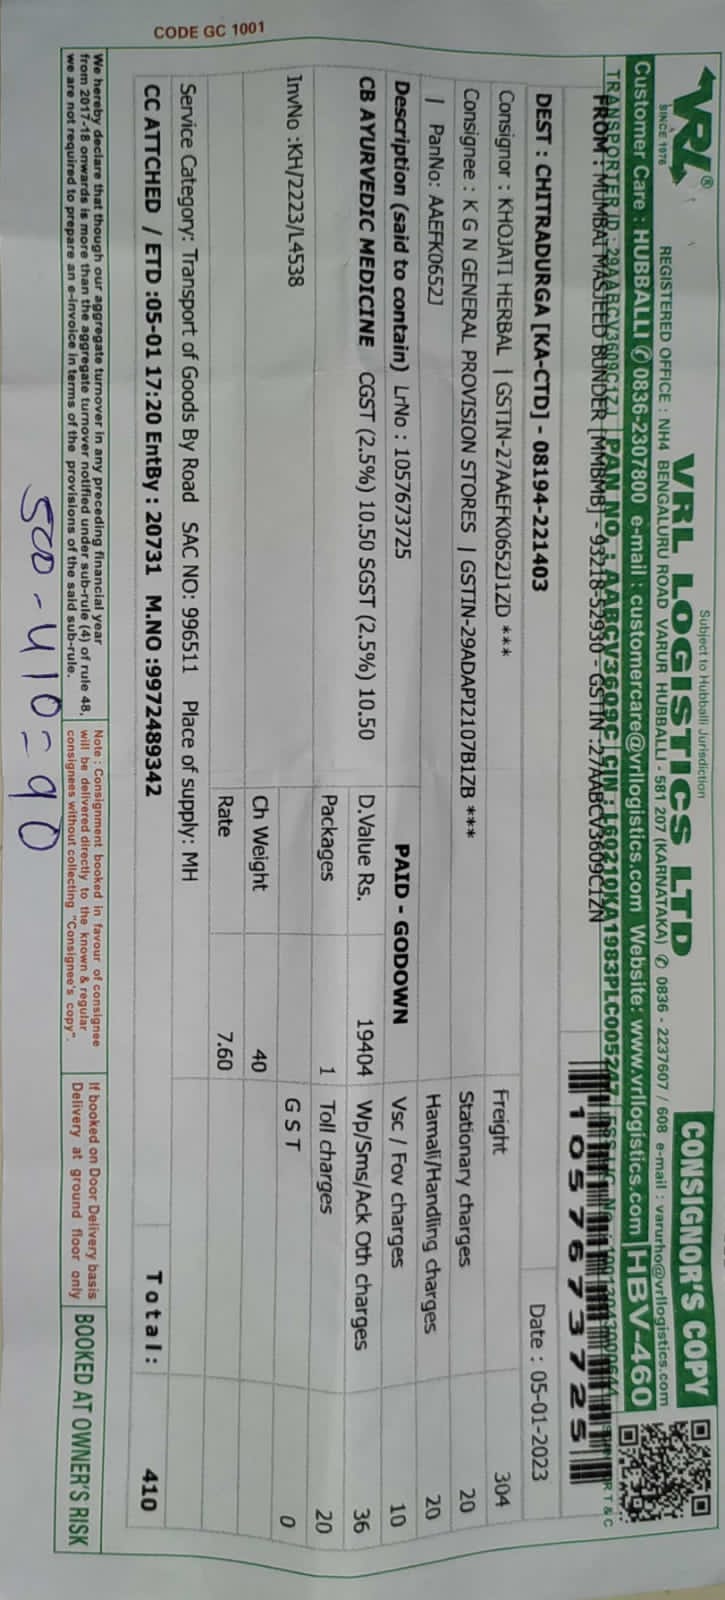 Subject to Hubballi Jurisdiction
VRL® SINCE 1976
VRL LOGISTICS LTD
CONSIGNOR'S COPY
REGISTERED OFFICE : NH4 BENGALURU ROAD VARUR HUBBALLI - 581 207 (KARNATAKA) ✆ 0836 - 2237607 / 608 e-mail : varurho@vrllogistics.com
Customer Care : HUBBALLI ✆ 0836-2307800 e-mail : customercare@vrllogistics.com Website: www.vrllogistics.com HBV-460
TRANSPORTER ID : 29AABCV3609C1ZJ PAN NO. : AABCV3609C CIN : L60210KA1983PLC005247
FROM : MUMBAI MASJEED BUNDER [MMBMB] - 93218-52930 - GSTIN :27AABCV3609C1ZN
1057673725
DEST : CHITRADURGA [KA-CTD] - 08194-221403
Date : 05-01-2023
Consignor : KHOJATI HERBAL | GSTIN-27AAEFK0652J1ZD ***
Freight 304
Consignee : K G N GENERAL PROVISION STORES | GSTIN-29ADAPI2107B1ZB ***
Stationary charges 20
| PanNo: AAEFK0652J
Hamali/Handling charges 20
Description (said to contain) LrNo : 1057673725 PAID - GODOWN
Vsc / Fov charges 10
CB AYURVEDIC MEDICINE CGST (2.5%) 10.50 SGST (2.5%) 10.50
D.Value Rs. 19404
Wp/Sms/Ack Oth charges 36
Packages 1
Toll charges 20
InvNo :KH/2223/L4538
G S T 0
Ch Weight 40
Rate 7.60
Service Category: Transport of Goods By Road SAC NO: 996511 Place of supply: MH
CC ATTCHED / ETD :05-01 17:20 EntBy : 20731 M.NO :9972489342
Total: 410
We hereby declare that though our aggregate turnover in any preceding financial year
from 2017-18 onwards is more than the aggregate turnover notified under sub-rule (4) of rule 48,
we are not required to prepare an e-invoice in terms of the provisions of the said sub-rule.
Note : Consignment booked in favour of consignee
will be delivered directly to the known & regular
consignees without collecting "Consignee's copy".
If booked on Door Delivery basis
Delivery at ground floor only
BOOKED AT OWNER'S RISK
CODE GC 1001
500 - 410 = 90